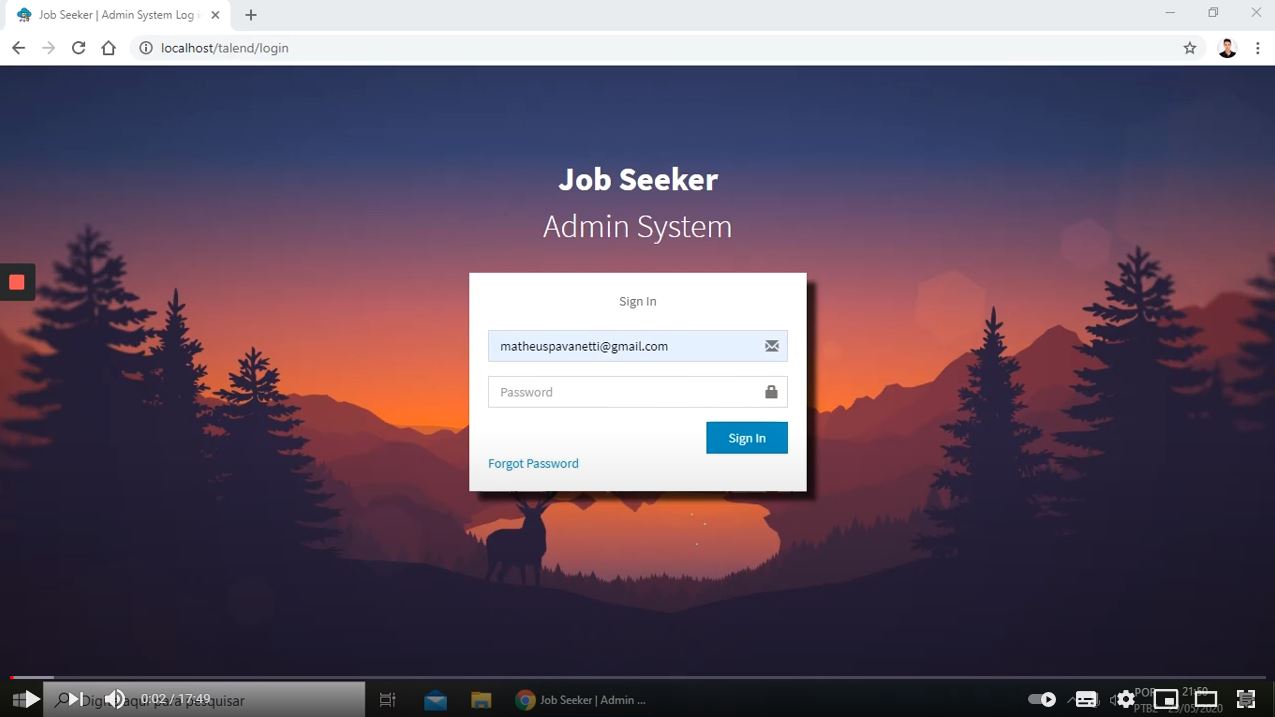 Job Seeker | Admin System Log i
localhost/talend/login
Job Seeker
Admin System
Sign In
matheuspavanetti@gmail.com
Password
Sign In
Forgot Password
0:02 / 17:49
Digite aqui para pesquisar
Job Seeker | Admin ...
POR
21:59
PTB2
29/05/2020